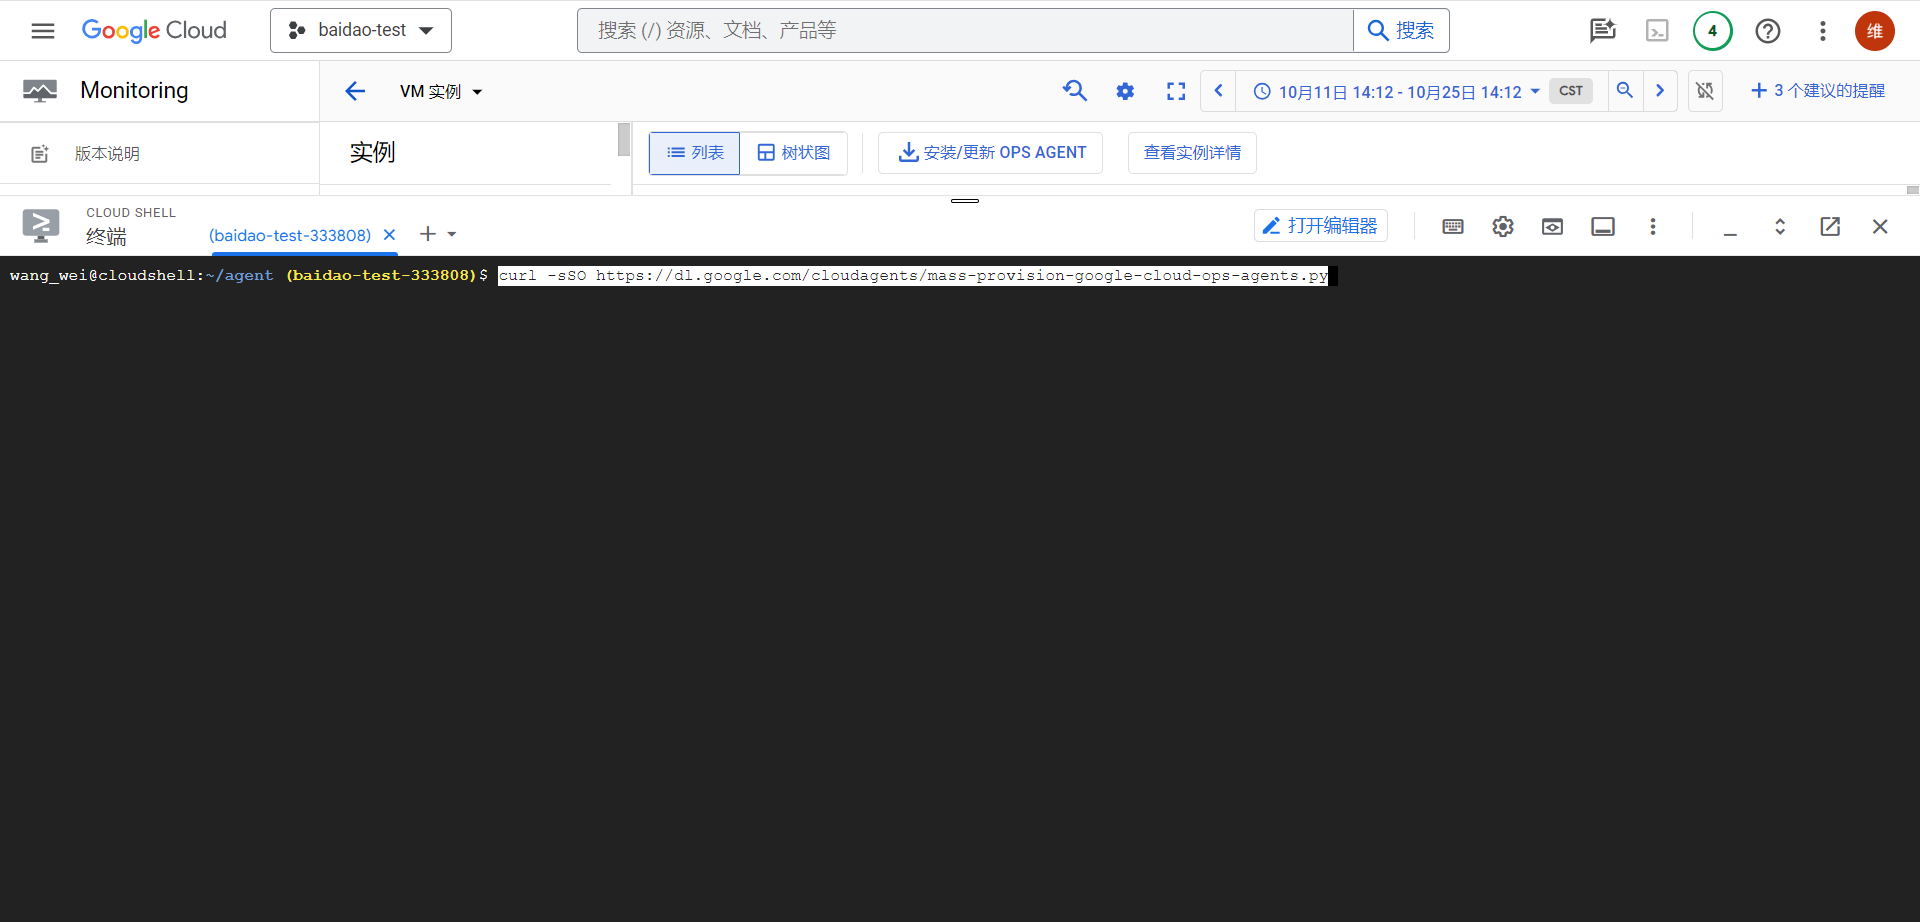 Google Cloud
baidao-test
搜索 (/) 资源、文档、产品等
搜索
4
维
Monitoring
VM 实例
10月11日 14:12 - 10月25日 14:12
CST
3 个建议的提醒
版本说明
实例
列表
树状图
安装/更新 OPS AGENT
查看实例详情
CLOUD SHELL
终端
(baidao-test-333808)
打开编辑器
wang_wei@cloudshell:~/agent (baidao-test-333808)$ curl -sSO https://dl.google.com/cloudagents/mass-provision-google-cloud-ops-agents.py